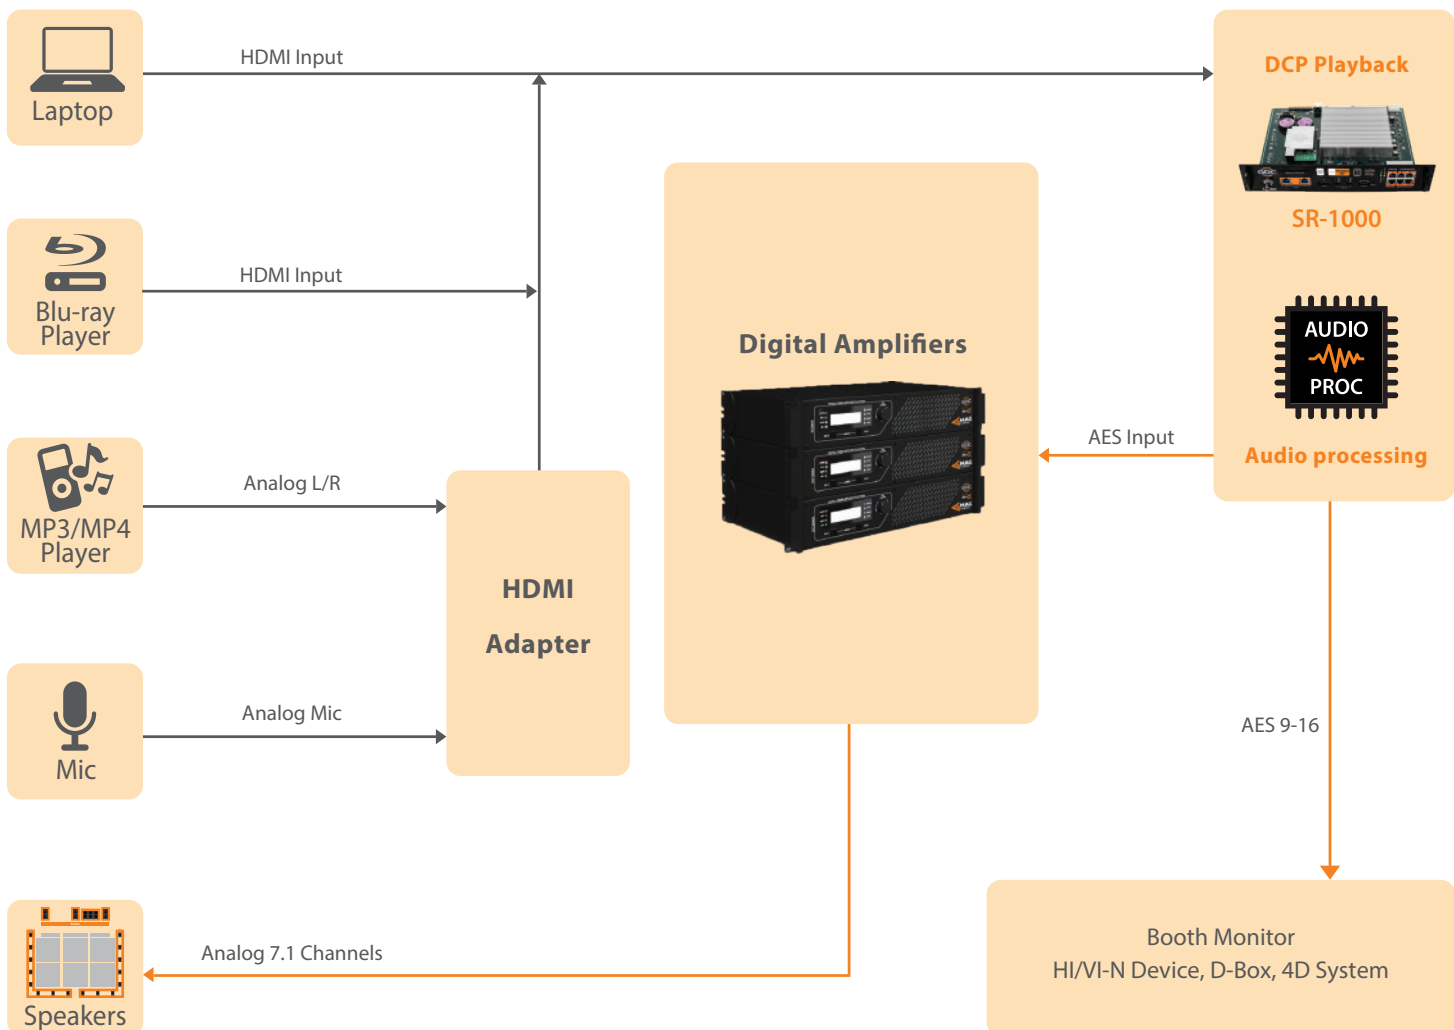 HDMI Input
Laptop
DCP Playback
SR-1000
HDMI Input
Blu-ray
Player
Digital Amplifiers
AUDIO
PROC
Audio processing
AES Input
Analog L/R
MP3/MP4
Player
HDMI
Adapter
Analog Mic
Mic
AES 9-16
Analog 7.1 Channels
Speakers
Booth Monitor
HI/VI-N Device, D-Box, 4D System